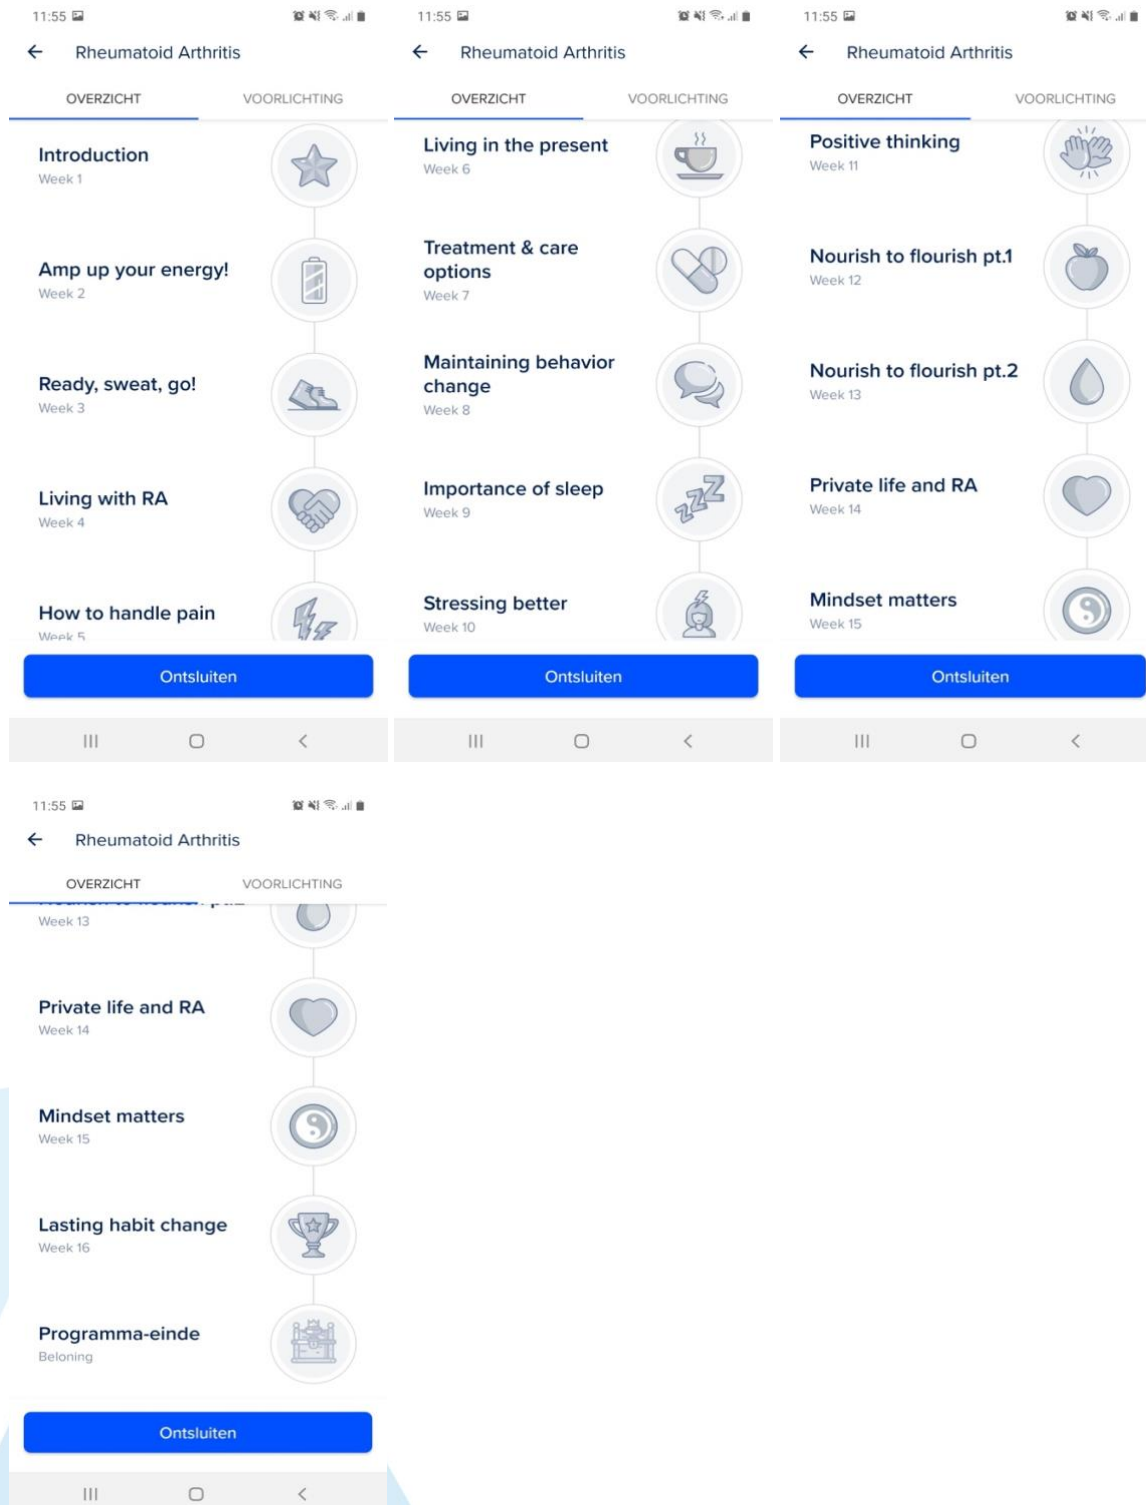 11:55
Rheumatoid Arthritis
OVERZICHT VOORLICHTING
Introduction
Week 1
Amp up your energy!
Week 2
Ready, sweat, go!
Week 3
Living with RA
Week 4
How to handle pain
Week 5
Ontsluiten
11:55
Rheumatoid Arthritis
OVERZICHT VOORLICHTING
Living in the present
Week 6
Treatment & care
options
Week 7
Maintaining behavior
change
Week 8
Importance of sleep
Week 9
Stressing better
Week 10
Ontsluiten
11:55
Rheumatoid Arthritis
OVERZICHT VOORLICHTING
Positive thinking
Week 11
Nourish to flourish pt.1
Week 12
Nourish to flourish pt.2
Week 13
Private life and RA
Week 14
Mindset matters
Week 15
Ontsluiten
11:55
Rheumatoid Arthritis
OVERZICHT VOORLICHTING
Week 13
Private life and RA
Week 14
Mindset matters
Week 15
Lasting habit change
Week 16
Programma-einde
Beloning
Ontsluiten